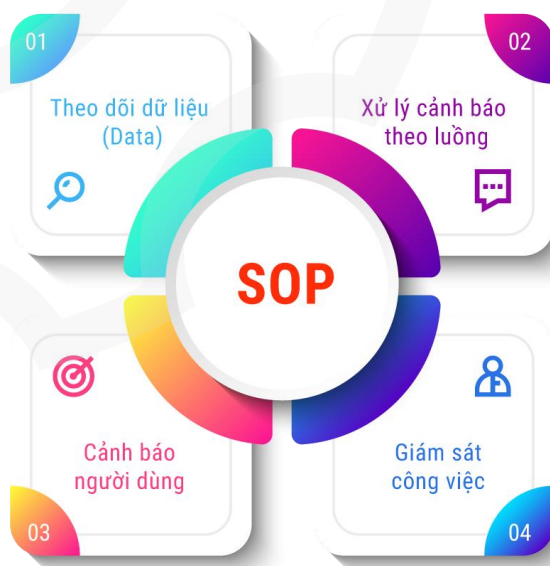 01
Theo dõi dữ liệu
(Data)
02
Xử lý cảnh báo
theo luồng
SOP
Cảnh báo
người dùng
03
Giám sát
công việc
04